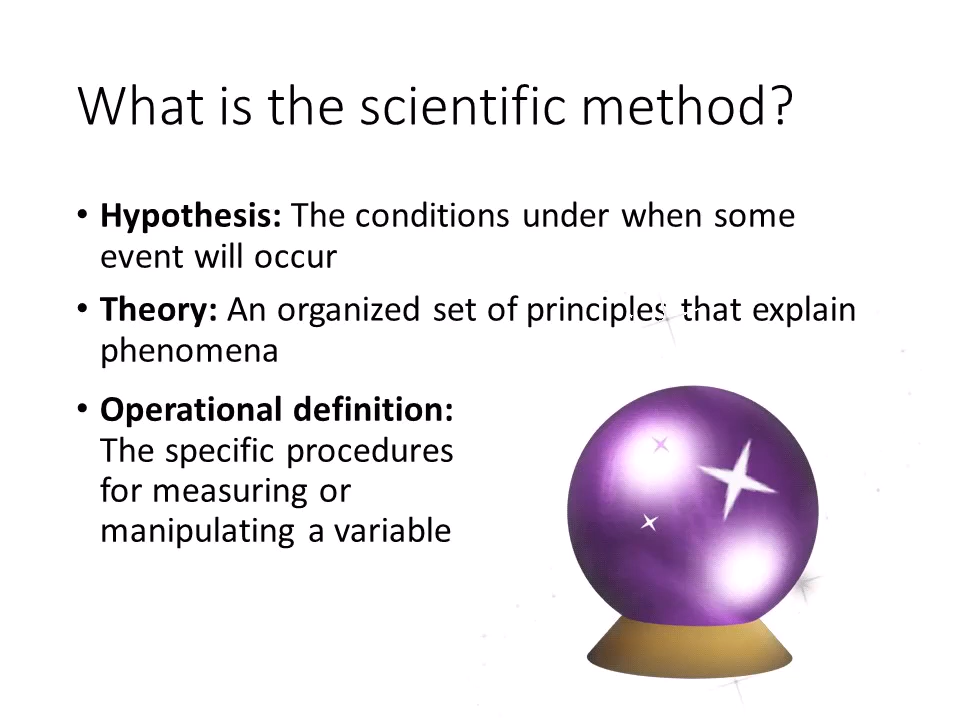 What is the scientific method?
• Hypothesis: The conditions under when some
event will occur
• Theory: An organized set of principles that explain
phenomena
• Operational definition:
The specific procedures
for measuring or
manipulating a variable